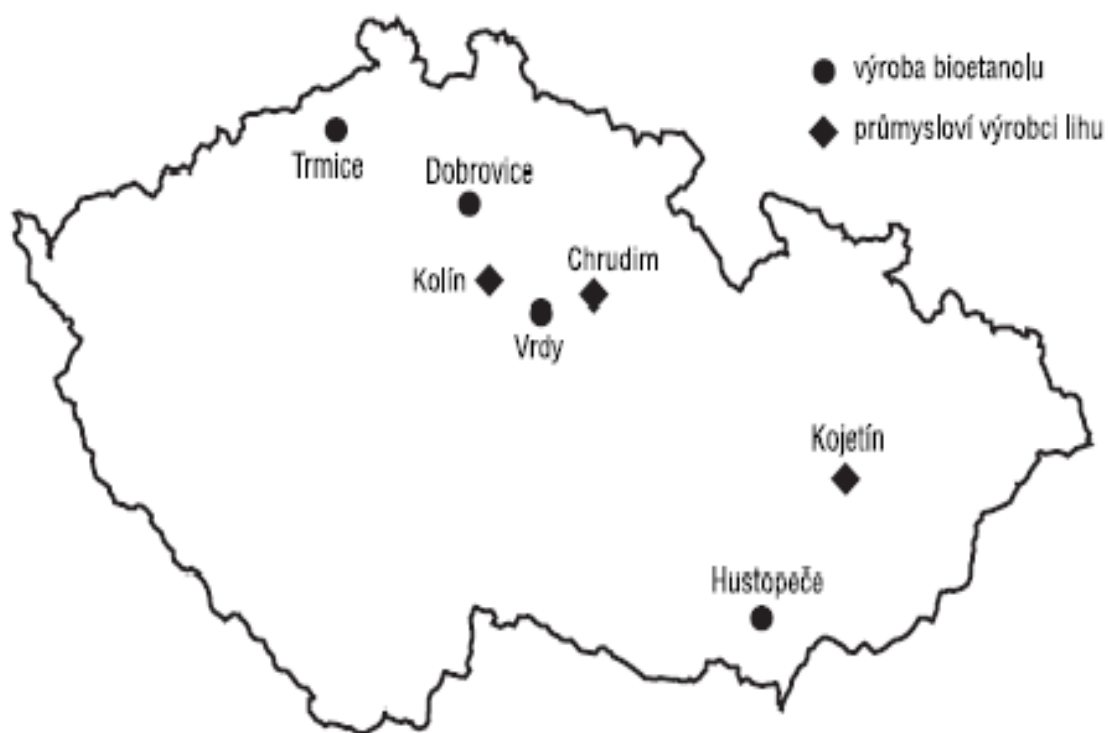 výroba bioetanolu
průmysloví výrobci lihu
Trmice
Dobrovice
Kolín
Chrudim
Vrdy
Kojetín
Hustopeče